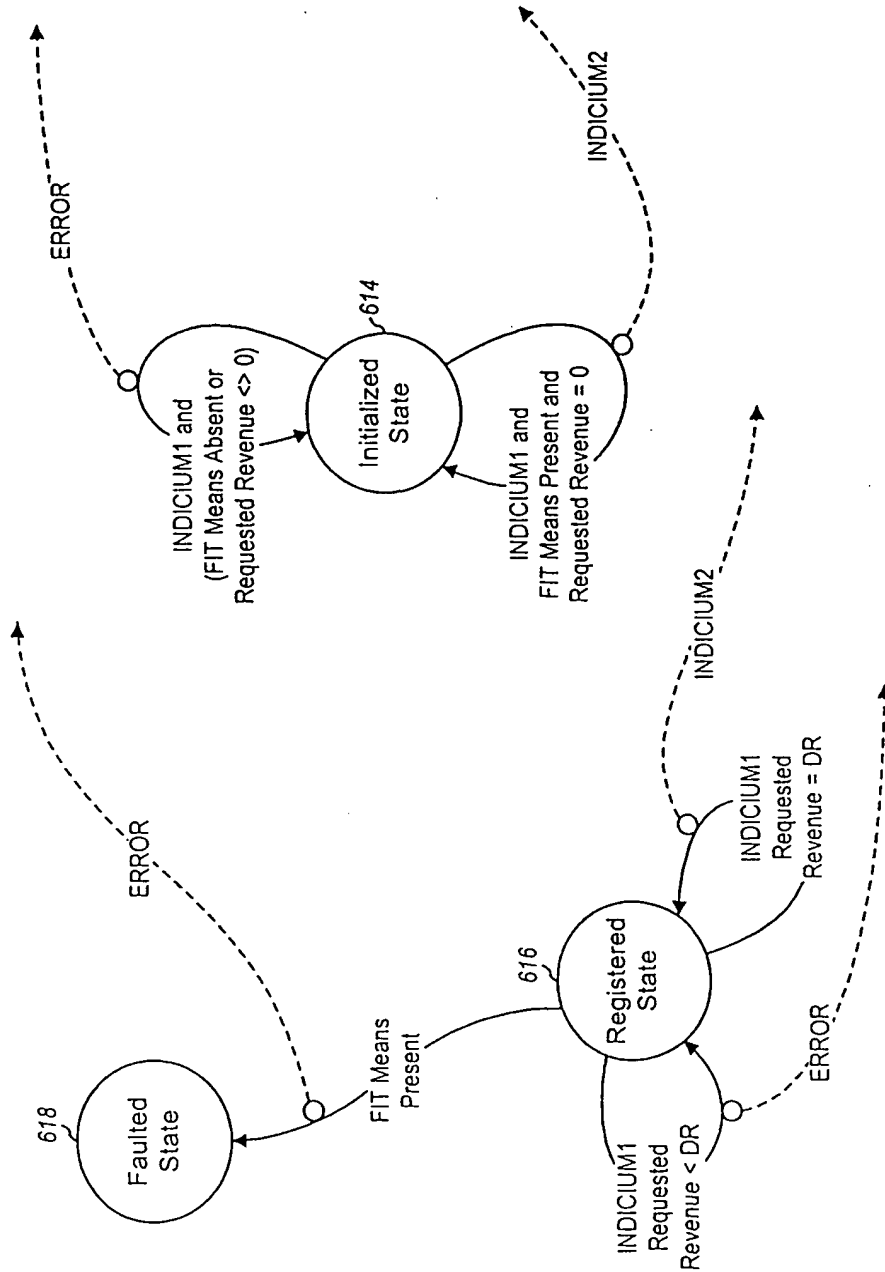 618
Faulted
State
ERROR
FIT Means
Present
616
Registered
State
INDICIUM1
Requested
Revenue < DR
ERROR
INDICIUM1
Requested
Revenue = DR
INDICIUM2
ERROR
INDICIUM1 and
(FIT Means Absent or
Requested Revenue <> 0)
614
Initialized
State
INDICIUM1 and
FIT Means Present and
Requested Revenue = 0
INDICIUM2